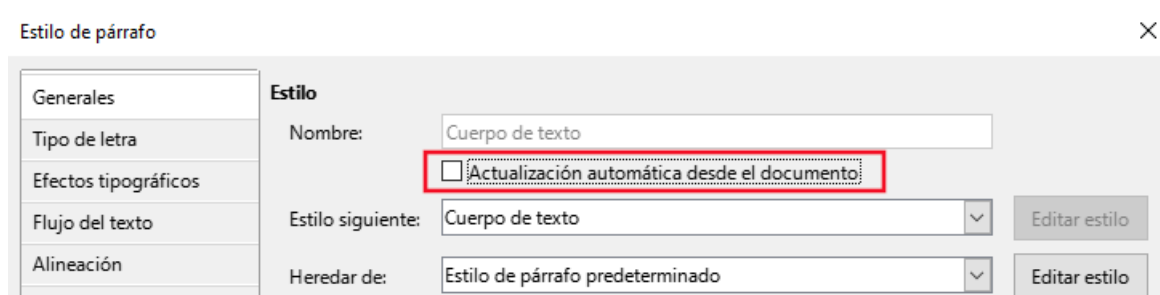 Estilo de párrafo
Generales
Tipo de letra
Efectos tipográficos
Flujo del texto
Alineación
Estilo
Nombre: Cuerpo de texto
Actualización automática desde el documento
Estilo siguiente: Cuerpo de texto Editar estilo
Heredar de: Estilo de párrafo predeterminado Editar estilo